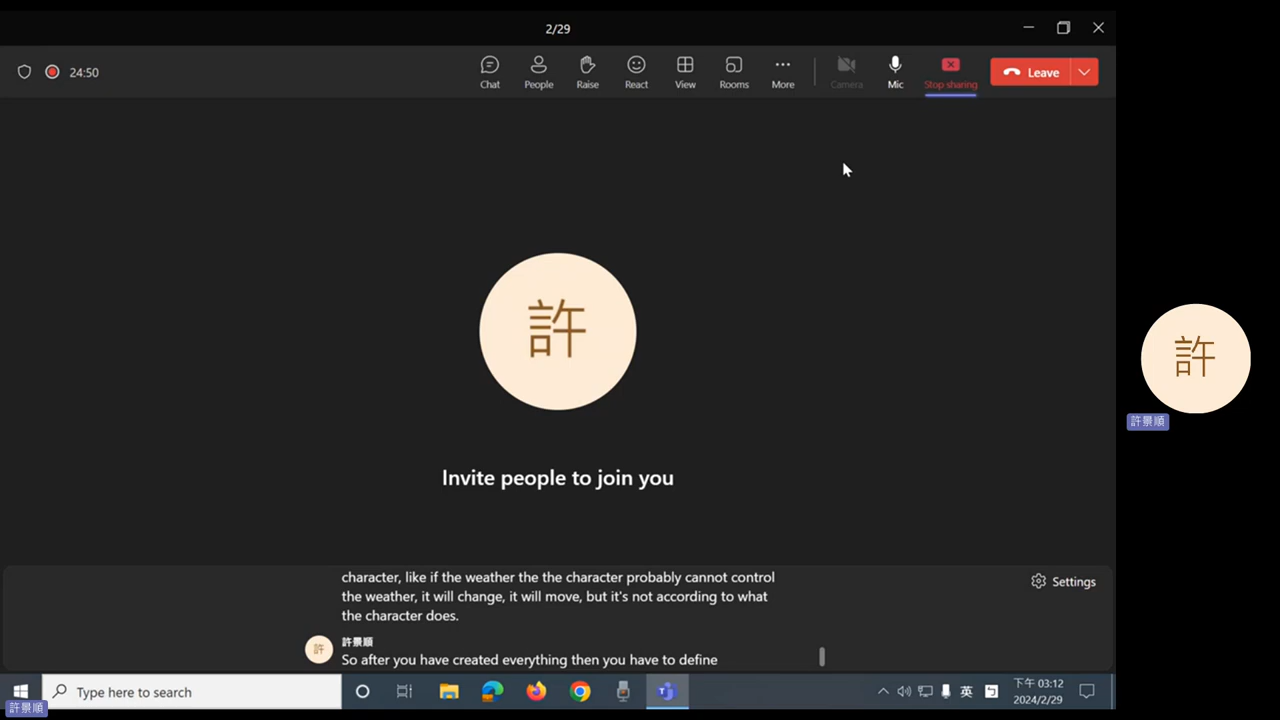 2/29
24:50
Chat
People
Raise
React
View
Rooms
More
Camera
Mic
Stop sharing
Leave
許
許
許景順
Invite people to join you
character, like if the weather the the character probably cannot control
the weather, it will change, it will move, but it's not according to what
the character does.
Settings
許
許景順
So after you have created everything then you have to define
Type here to search
英
ㄅ
下午 03:12
2024/2/29
許景順